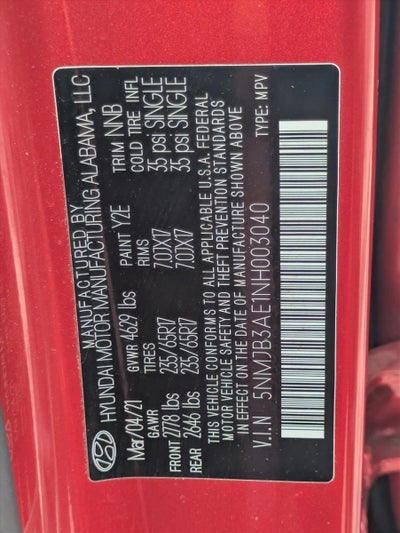 MANUFACTURED BY
HYUNDAI MOTOR MANUFACTURING ALABAMA, LLC
Mar/04/21 GVWR 4629 lbs PAINT Y2E TRIM NNB
GAWR TIRES RIMS COLD TIRE INFL
FRONT 2778 lbs 235/65R17 7.0JX17 35 psi SINGLE
REAR 2646 lbs 235/65R17 7.0JX17 35 psi SINGLE
THIS VEHICLE CONFORMS TO ALL APPLICABLE U.S.A. FEDERAL
MOTOR VEHICLE SAFETY AND THEFT PREVENTION STANDARDS
IN EFFECT ON THE DATE OF MANUFACTURE SHOWN ABOVE
V.I.N 5NMJB3AE1NH003040 TYPE: MPV